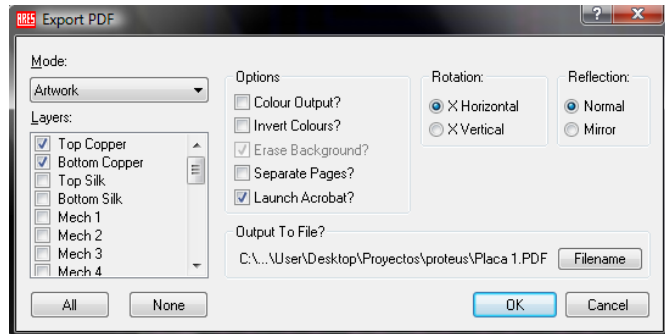 ARES Export PDF
Mode:
Artwork
Layers:
Top Copper
Bottom Copper
Top Silk
Bottom Silk
Mech 1
Mech 2
Mech 3
Mech 4
All None
Options
Colour Output?
Invert Colours?
Erase Background?
Separate Pages?
Launch Acrobat?
Rotation:
X Horizontal
X Vertical
Reflection:
Normal
Mirror
Output To File?
C:\...\User\Desktop\Proyectos\proteus\Placa 1.PDF Filename
OK Cancel